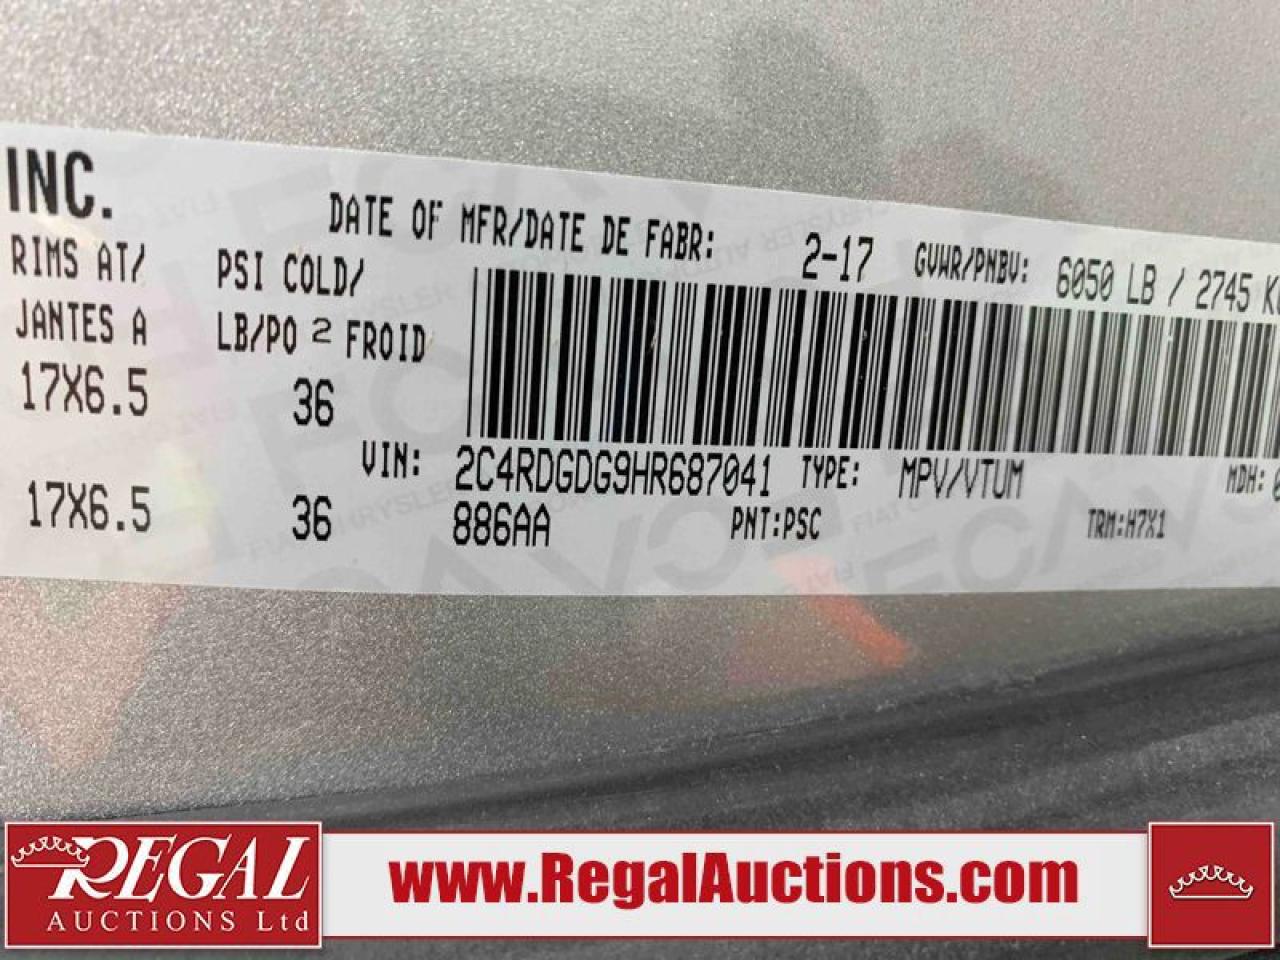 INC.
DATE OF MFR/DATE DE FABR: 2-17 GVWR/PNBV: 6050 LB / 2745
RIMS AT/ PSI COLD/
JANTES A LB/PO 2 FROID
17X6.5 36
VIN: 2C4RDGDG9HR687041 TYPE: MPV/VTUM MDH:
17X6.5 36 886AA PNT:PSC TRM:H7X1
REGAL
AUCTIONS Ltd
www.RegalAuctions.com